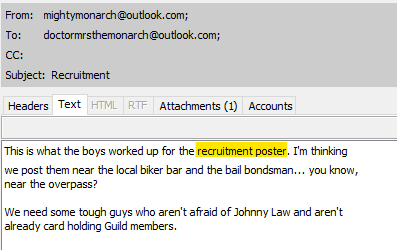 From: mightymonarch@outlook.com;
To: doctormrsthemonarch@outlook.com;
CC:
Subject: Recruitment
Headers Text HTML RTF Attachments (1) Accounts
This is what the boys worked up for the recruitment poster. I'm thinking
we post them near the local biker bar and the bail bondsman... you know,
near the overpass?
We need some tough guys who aren't afraid of Johnny Law and aren't
already card holding Guild members.